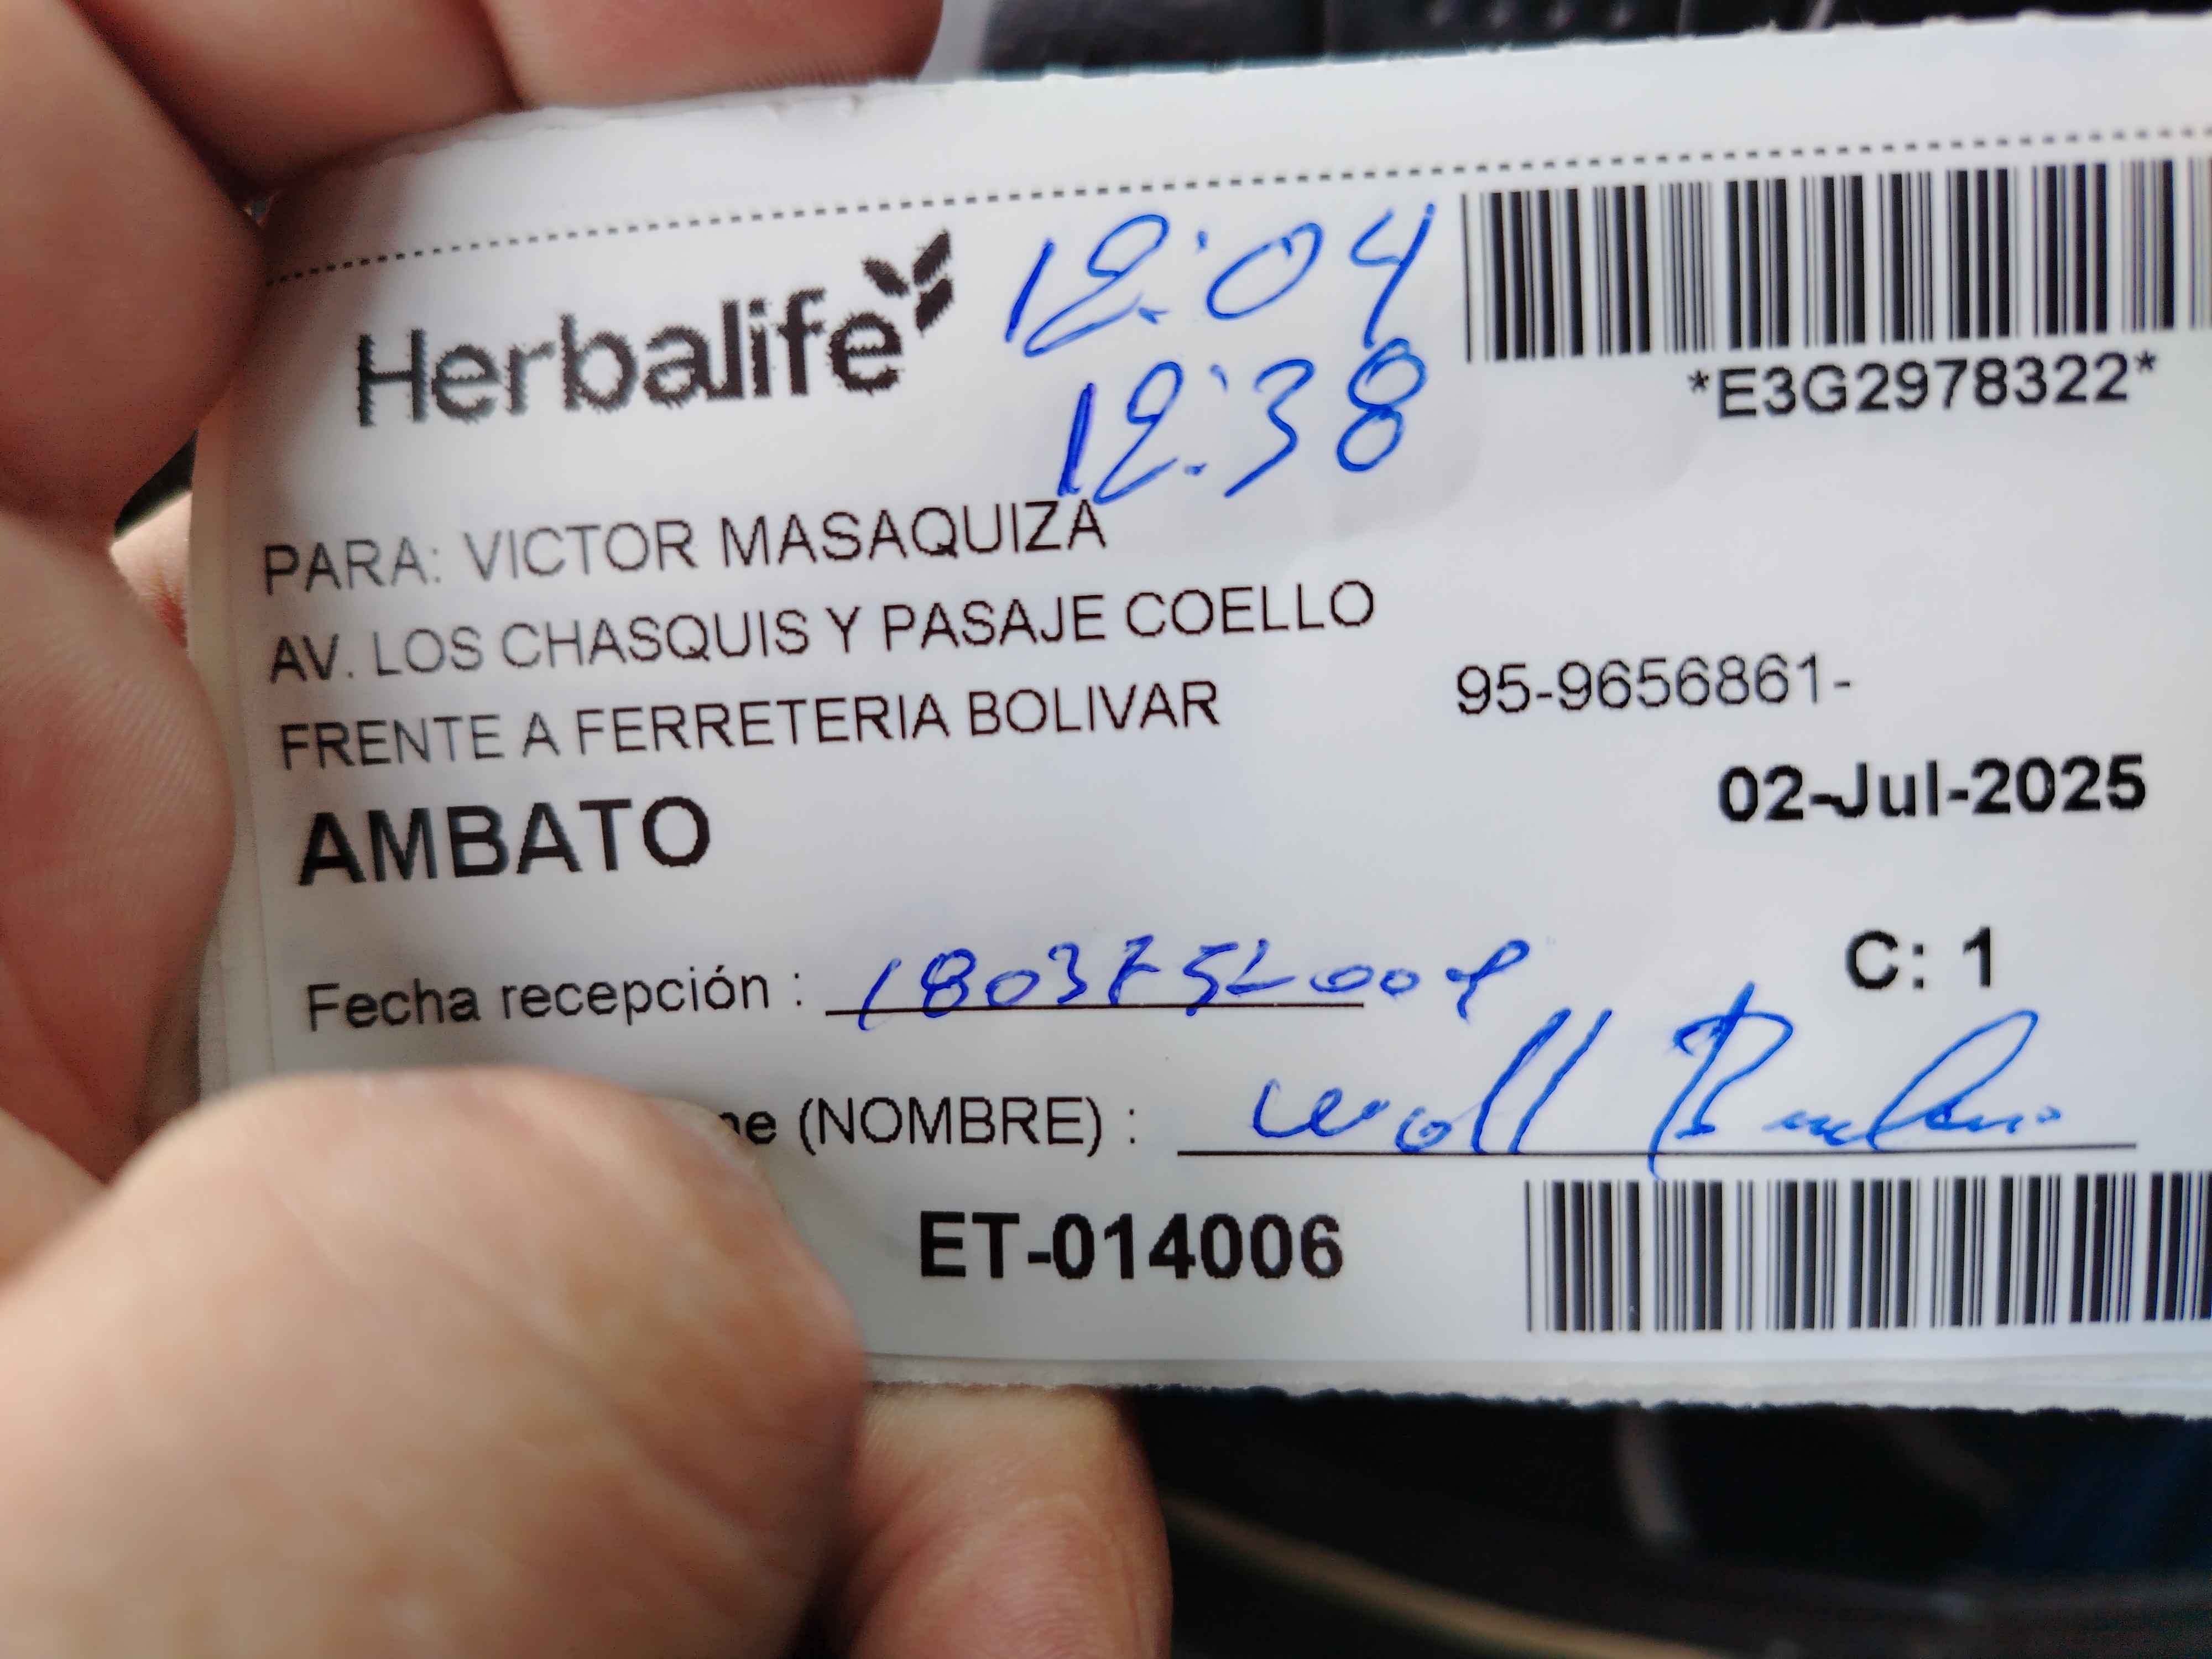 Herbalife
12:04
12:38
*E3G2978322*
PARA: VICTOR MASAQUIZA
AV. LOS CHASQUIS Y PASAJE COELLO
FRENTE A FERRETERIA BOLIVAR
95-9656861-
02-Jul-2025
AMBATO
C: 1
Fecha recepción :
(NOMBRE) :
ET-014006